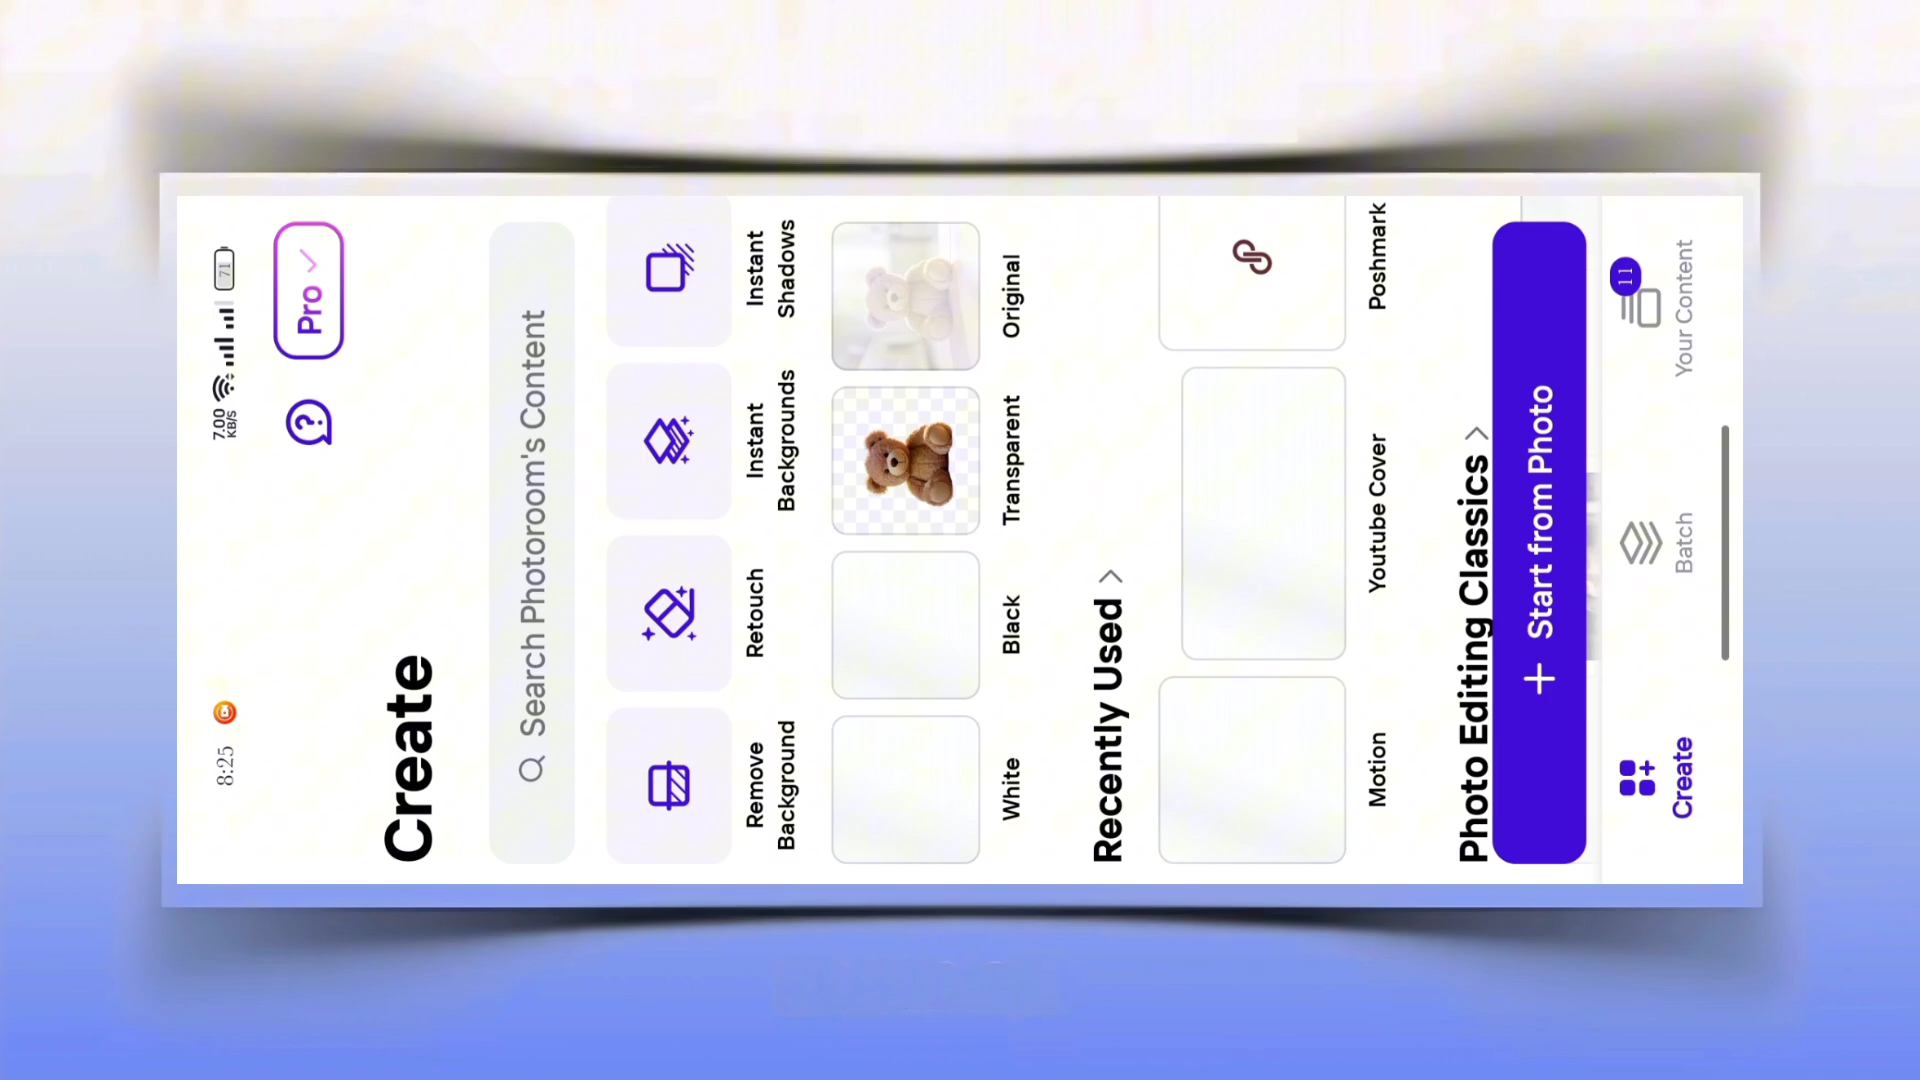 8:25
7.00
KB/S
71
Pro
Create
Search Photoroom's Content
Remove
Background
Retouch
Instant
Backgrounds
Instant
Shadows
White
Black
Transparent
Original
Recently Used >
Motion
Youtube Cover
Poshmark
Photo Editing Classics >
+ Start from Photo
Create
Batch
11
Your Content